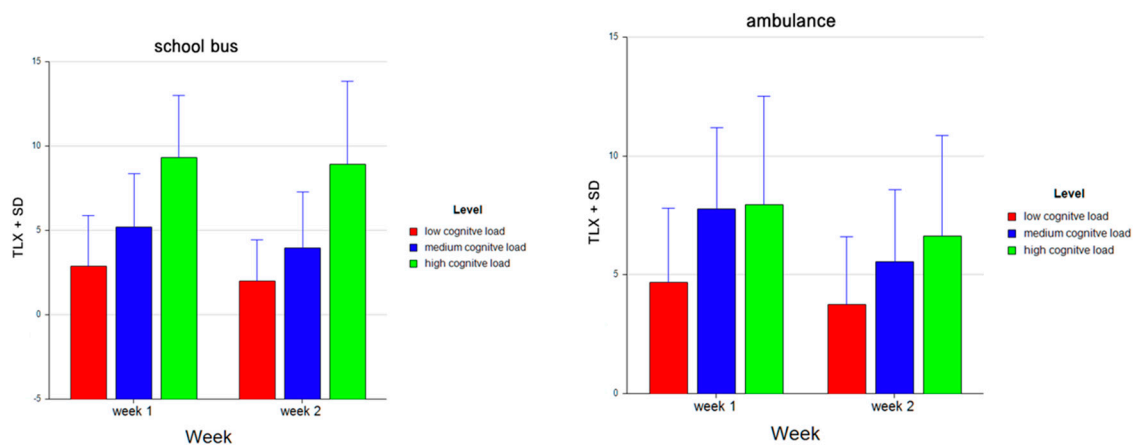 school bus
15
10
5
0
-5
TLX + SD
week 1
week 2
Week
Level
low cognitve load
medium cognitve load
high cognitve load
ambulance
15
10
5
0
TLX + SD
week 1
week 2
Week
Level
low cognitve load
medium cognitve load
high cognitve load